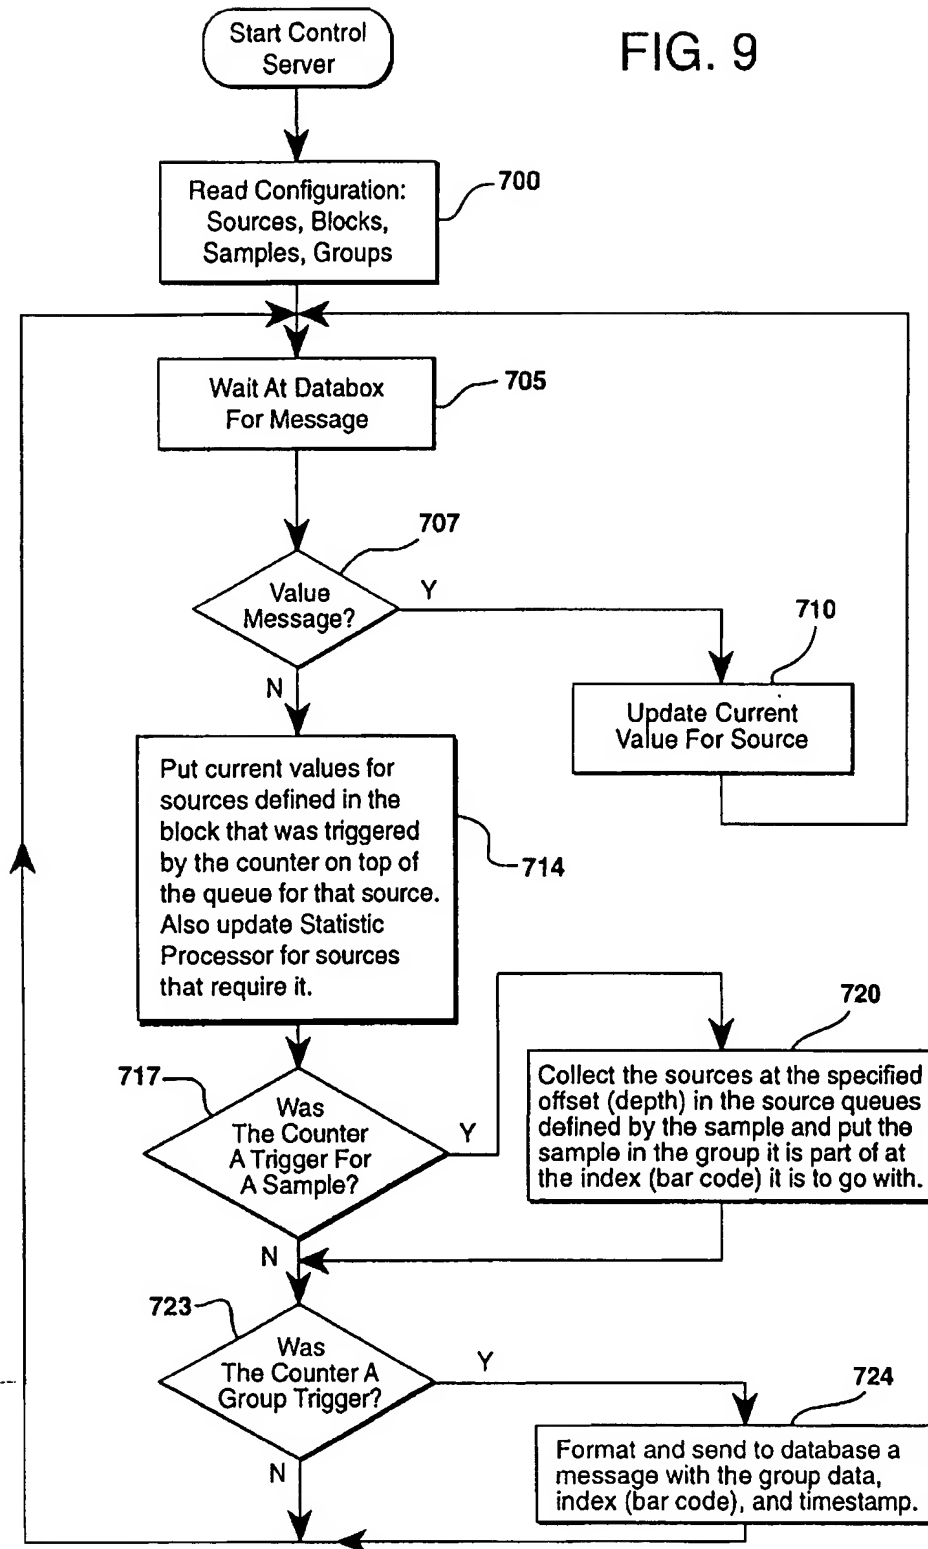 Start Control
Server
FIG. 9
Read Configuration:
Sources, Blocks,
Samples, Groups
700
Wait At Databox
For Message
705
707
Value
Message?
Y
N
710
Update Current
Value For Source
Put current values for
sources defined in the
block that was triggered
by the counter on top of
the queue for that source.
Also update Statistic
Processor for sources
that require it.
714
717
Was
The Counter
A Trigger For
A Sample?
Y
N
720
Collect the sources at the specified
offset (depth) in the source queues
defined by the sample and put the
sample in the group it is part of at
the index (bar code) it is to go with.
723
Was
The Counter A
Group Trigger?
Y
N
724
Format and send to database a
message with the group data,
index (bar code), and timestamp.